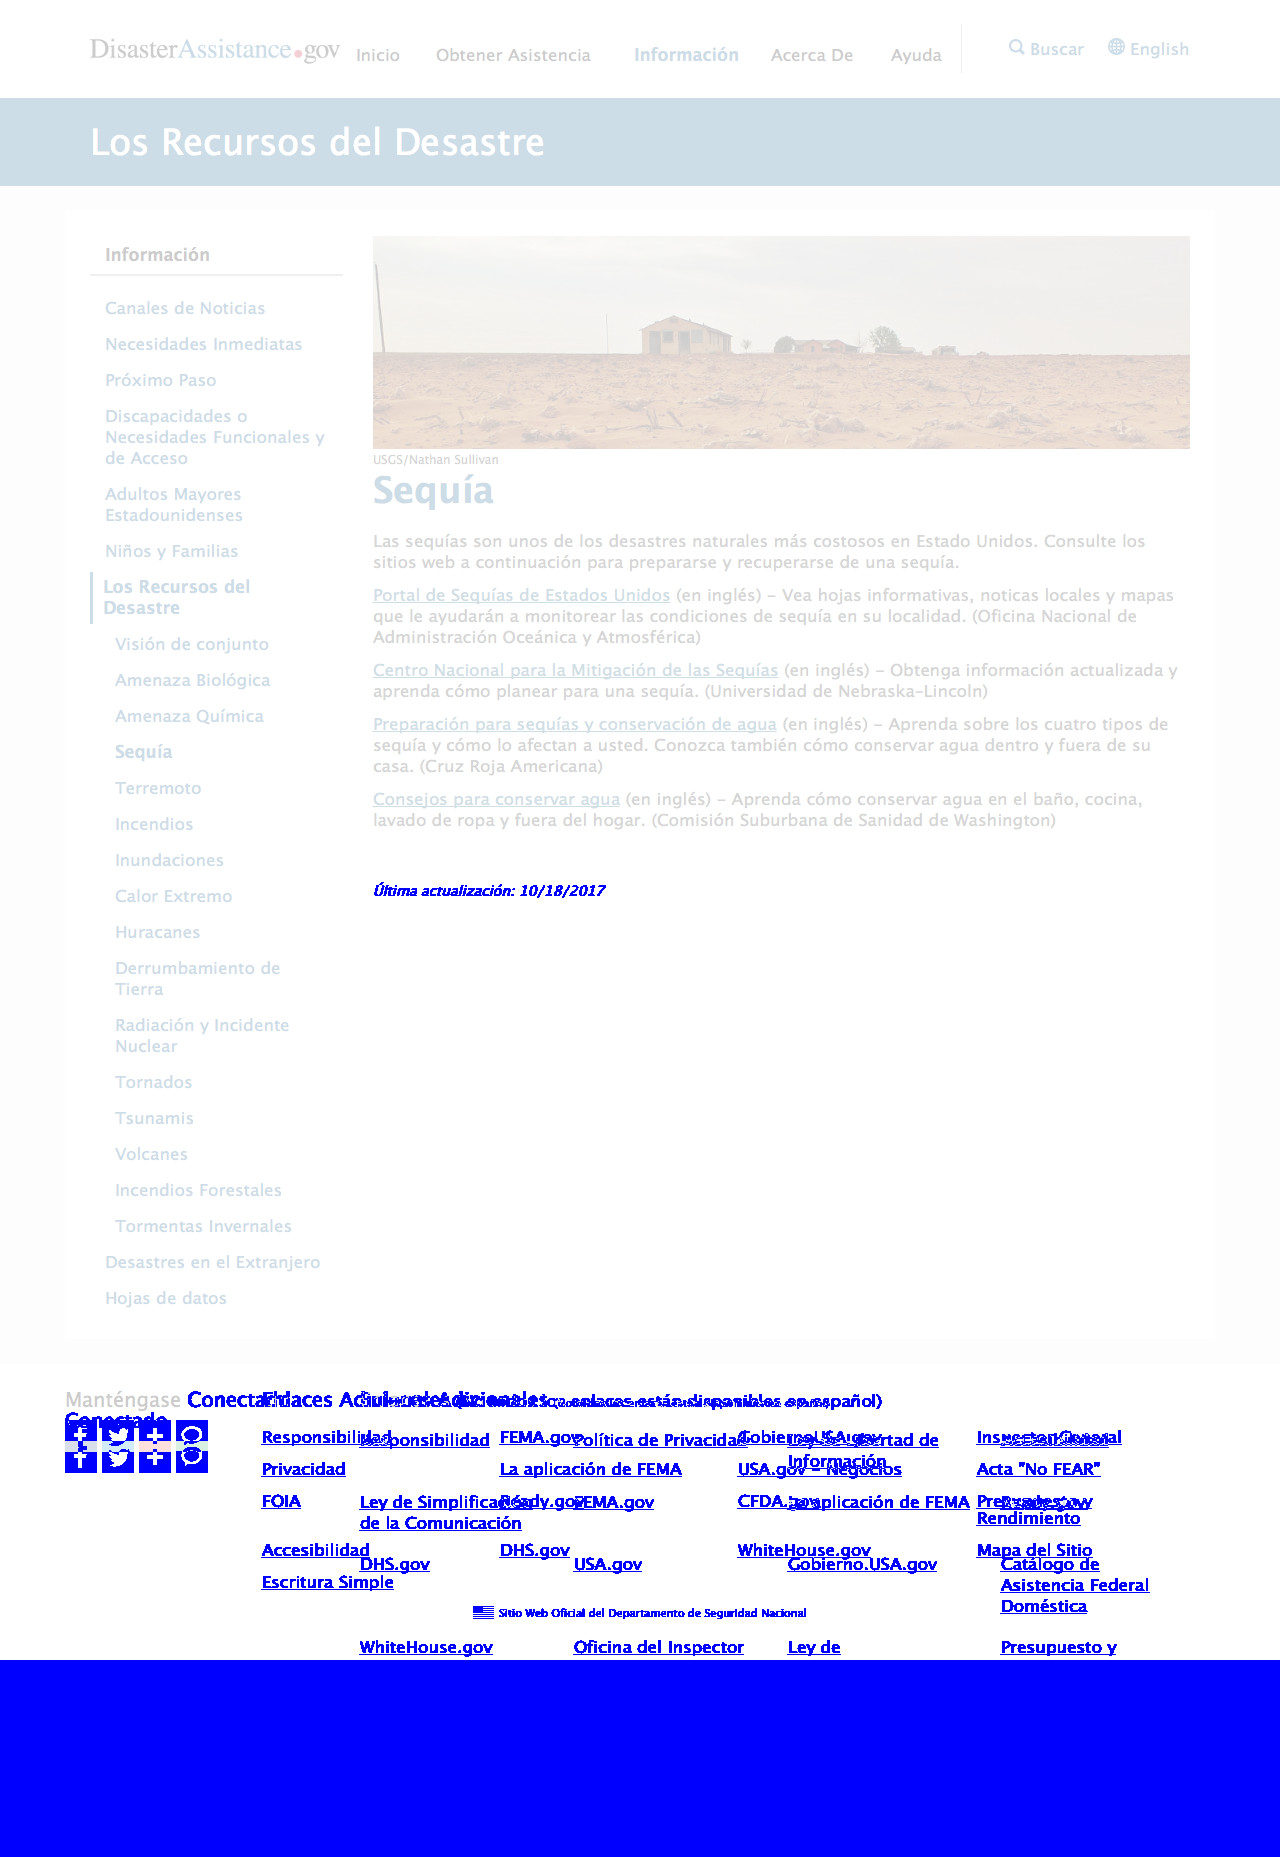 DisasterAssistance.gov
Inicio
Obtener Asistencia
Información
Acerca De
Ayuda
Buscar
English
Los Recursos del Desastre
Información
Canales de Noticias
Necesidades Inmediatas
Próximo Paso
Discapacidades o
Necesidades Funcionales y
de Acceso
Adultos Mayores
Estadounidenses
Niños y Familias
Los Recursos del
Desastre
Visión de conjunto
Amenaza Biológica
Amenaza Química
Sequía
Terremoto
Incendios
Inundaciones
Calor Extremo
Huracanes
Derrumbamiento de
Tierra
Radiación y Incidente
Nuclear
Tornados
Tsunamis
Volcanes
Incendios Forestales
Tormentas Invernales
Desastres en el Extranjero
Hojas de datos
USGS/Nathan Sullivan
Sequía
Las sequías son unos de los desastres naturales más costosos en Estado Unidos. Consulte los
sitios web a continuación para prepararse y recuperarse de una sequía.
Portal de Sequías de Estados Unidos (en inglés) – Vea hojas informativas, noticas locales y mapas
que le ayudarán a monitorear las condiciones de sequía en su localidad. (Oficina Nacional de
Administración Oceánica y Atmosférica)
Centro Nacional para la Mitigación de las Sequías (en inglés) – Obtenga información actualizada y
aprenda cómo planear para una sequía. (Universidad de Nebraska–Lincoln)
Preparación para sequías y conservación de agua (en inglés) – Aprenda sobre los cuatro tipos de
sequía y cómo lo afectan a usted. Conozca también cómo conservar agua dentro y fuera de su
casa. (Cruz Roja Americana)
Consejos para conservar agua (en inglés) – Aprenda cómo conservar agua en el baño, cocina,
lavado de ropa y fuera del hogar. (Comisión Suburbana de Sanidad de Washington)
Última actualización: 10/18/2017
Manténgase
Conectado
enlaces están disponibles en español)
Responsibilidad
Responsibilidad
FEMA.gov
Política de Privacidad
Gobierno.USA.gov
Ley de Libertad de
Información
Inspector General
Privacidad
La aplicación de FEMA
USA.gov – Negocios
Acta "No FEAR"
FOIA
Ley de Simplificación
de la Comunicación
Ready.gov
FEMA.gov
CFDA.gov
La aplicación de FEMA
Presupuesto y
Rendimiento
Ready.gov
Accesibilidad
DHS.gov
DHS.gov
USA.gov
WhiteHouse.gov
Gobierno.USA.gov
Mapa del Sitio
Catálogo de
Asistencia Federal
Doméstica
Escritura Simple
Sitio Web Oficial del Departamento de Seguridad Nacional
WhiteHouse.gov
Oficina del Inspector
Ley de
Presupuesto y